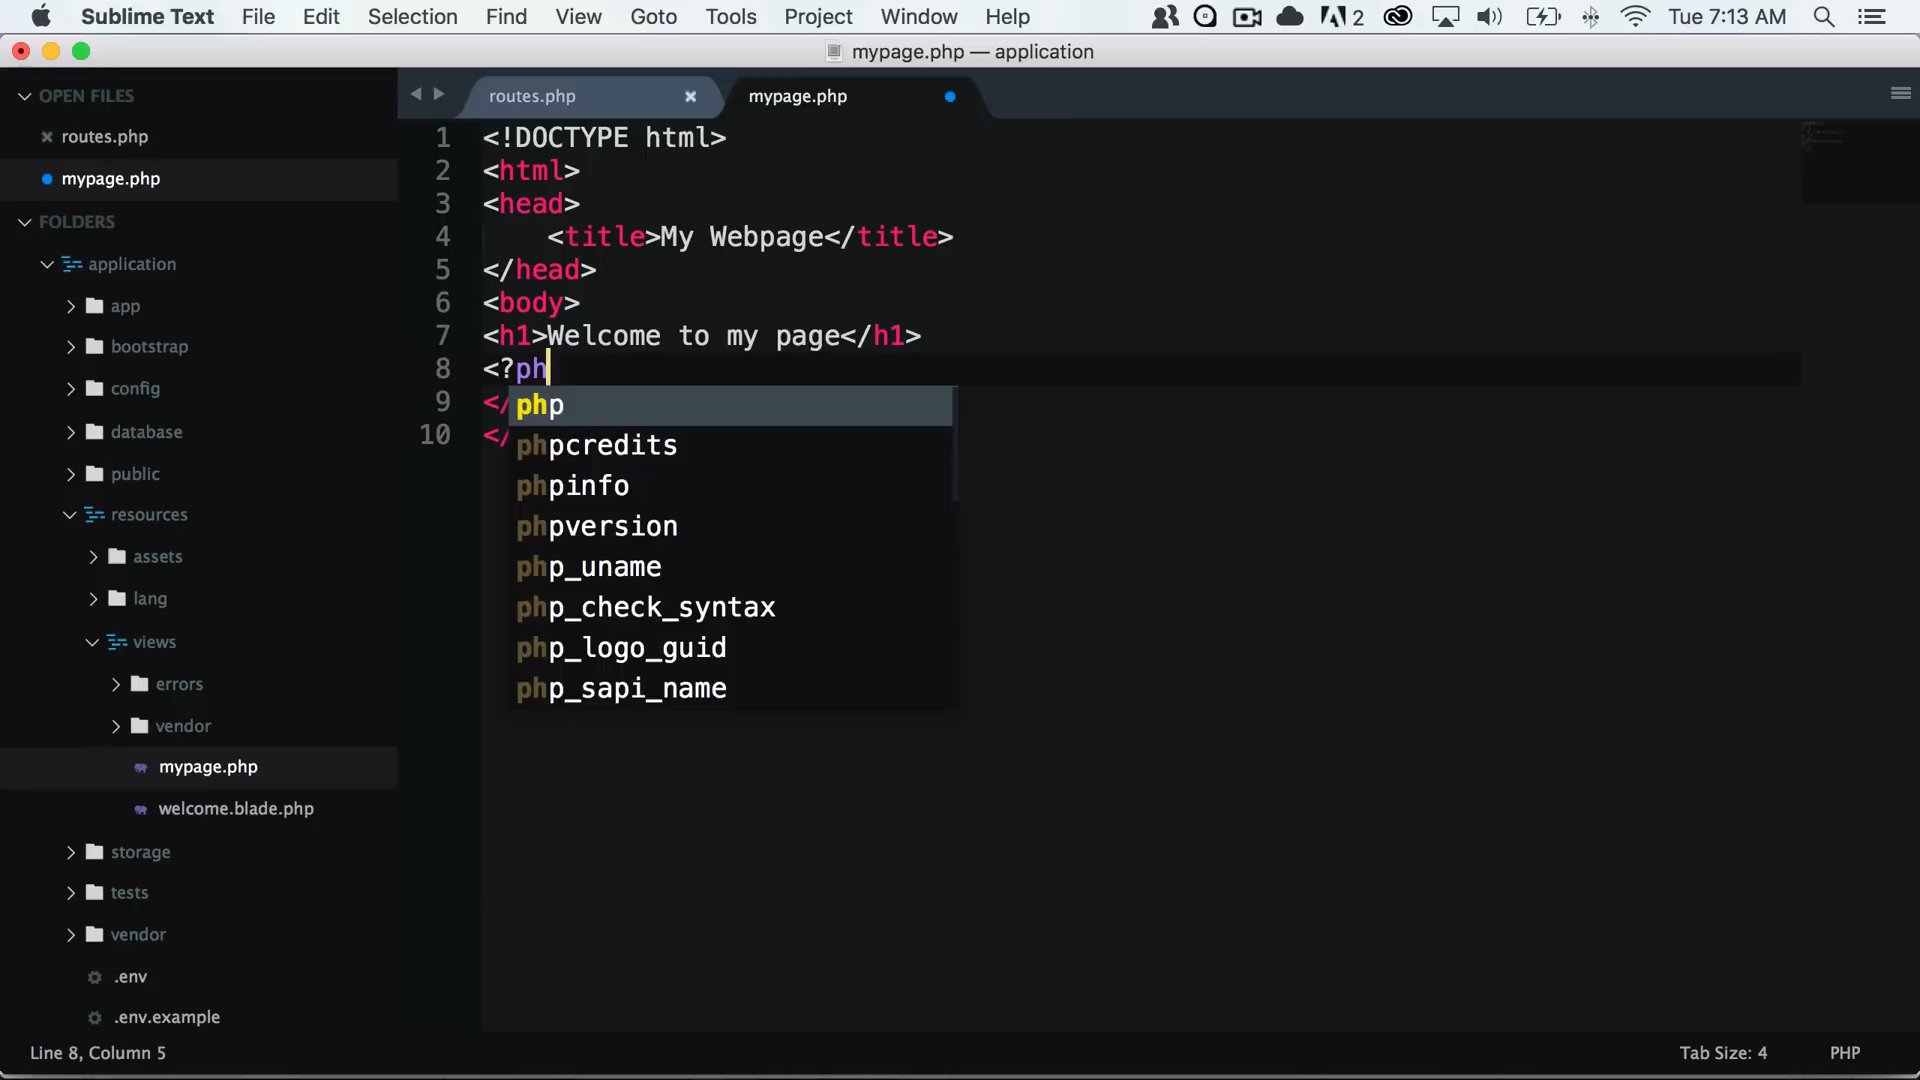 Sublime Text File Edit Selection Find View Goto Tools Project Window Help 2 Tue 7:13 AM
mypage.php — application
OPEN FILES
routes.php
mypage.php
FOLDERS
application
app
bootstrap
config
database
public
resources
assets
lang
views
errors
vendor
mypage.php
welcome.blade.php
storage
tests
vendor
.env
.env.example
routes.php mypage.php
1 <!DOCTYPE html>
2 <html>
3 <head>
4 <title>My Webpage</title>
5 </head>
6 <body>
7 <h1>Welcome to my page</h1>
8 <?ph
9 </
10 </
php
phpcredits
phpinfo
phpversion
php_uname
php_check_syntax
php_logo_guid
php_sapi_name
Line 8, Column 5 Tab Size: 4 PHP